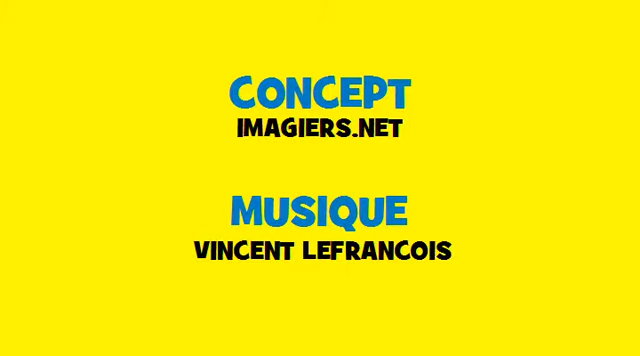 CONCEPT
IMAGIERS.NET
MUSIQUE
VINCENT LEFRANCOIS